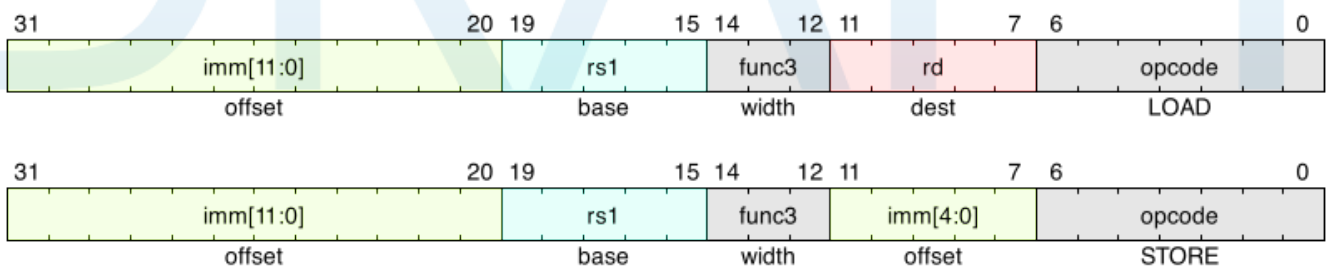 31 20 19 15 14 12 11 7 6 0
imm[11:0] rs1 func3 rd opcode
offset base width dest LOAD
31 20 19 15 14 12 11 7 6 0
imm[11:0] rs1 func3 imm[4:0] opcode
offset base width offset STORE